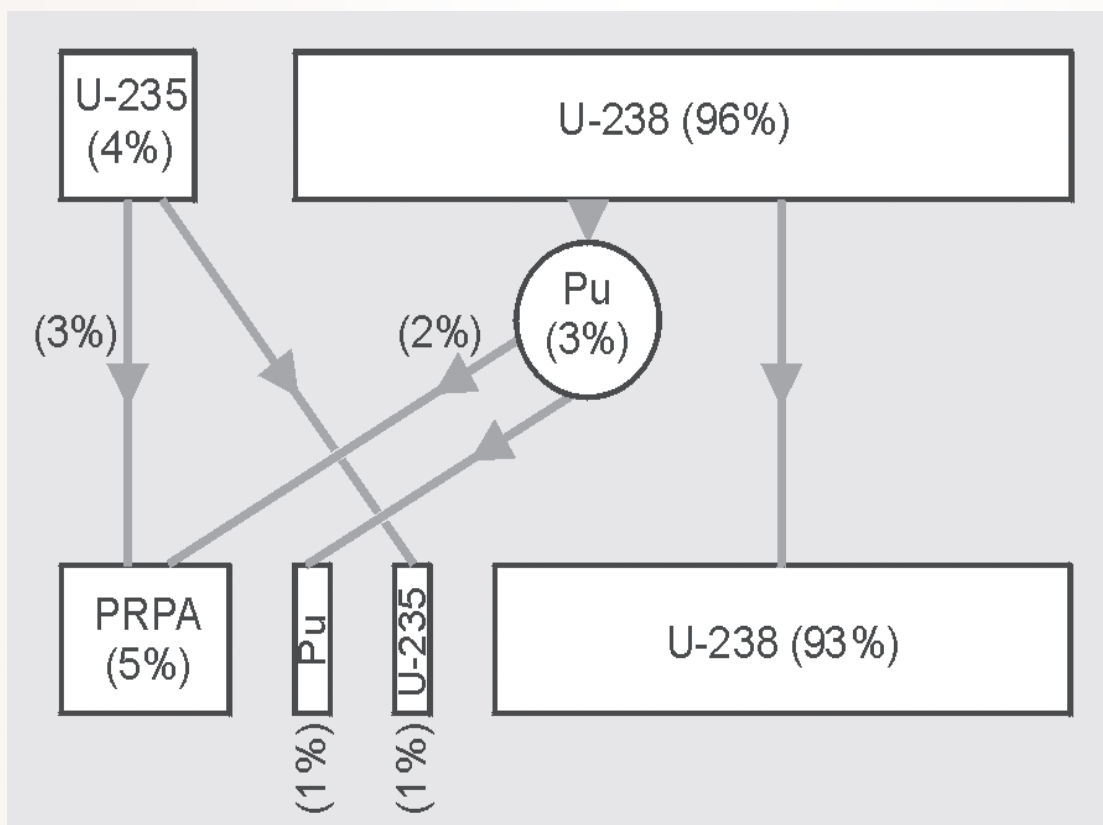 U-235
(4%)
U-238 (96%)
Pu
(3%)
(3%)
(2%)
PRPA
(5%)
Pu
(1%)
U-235
(1%)
U-238 (93%)